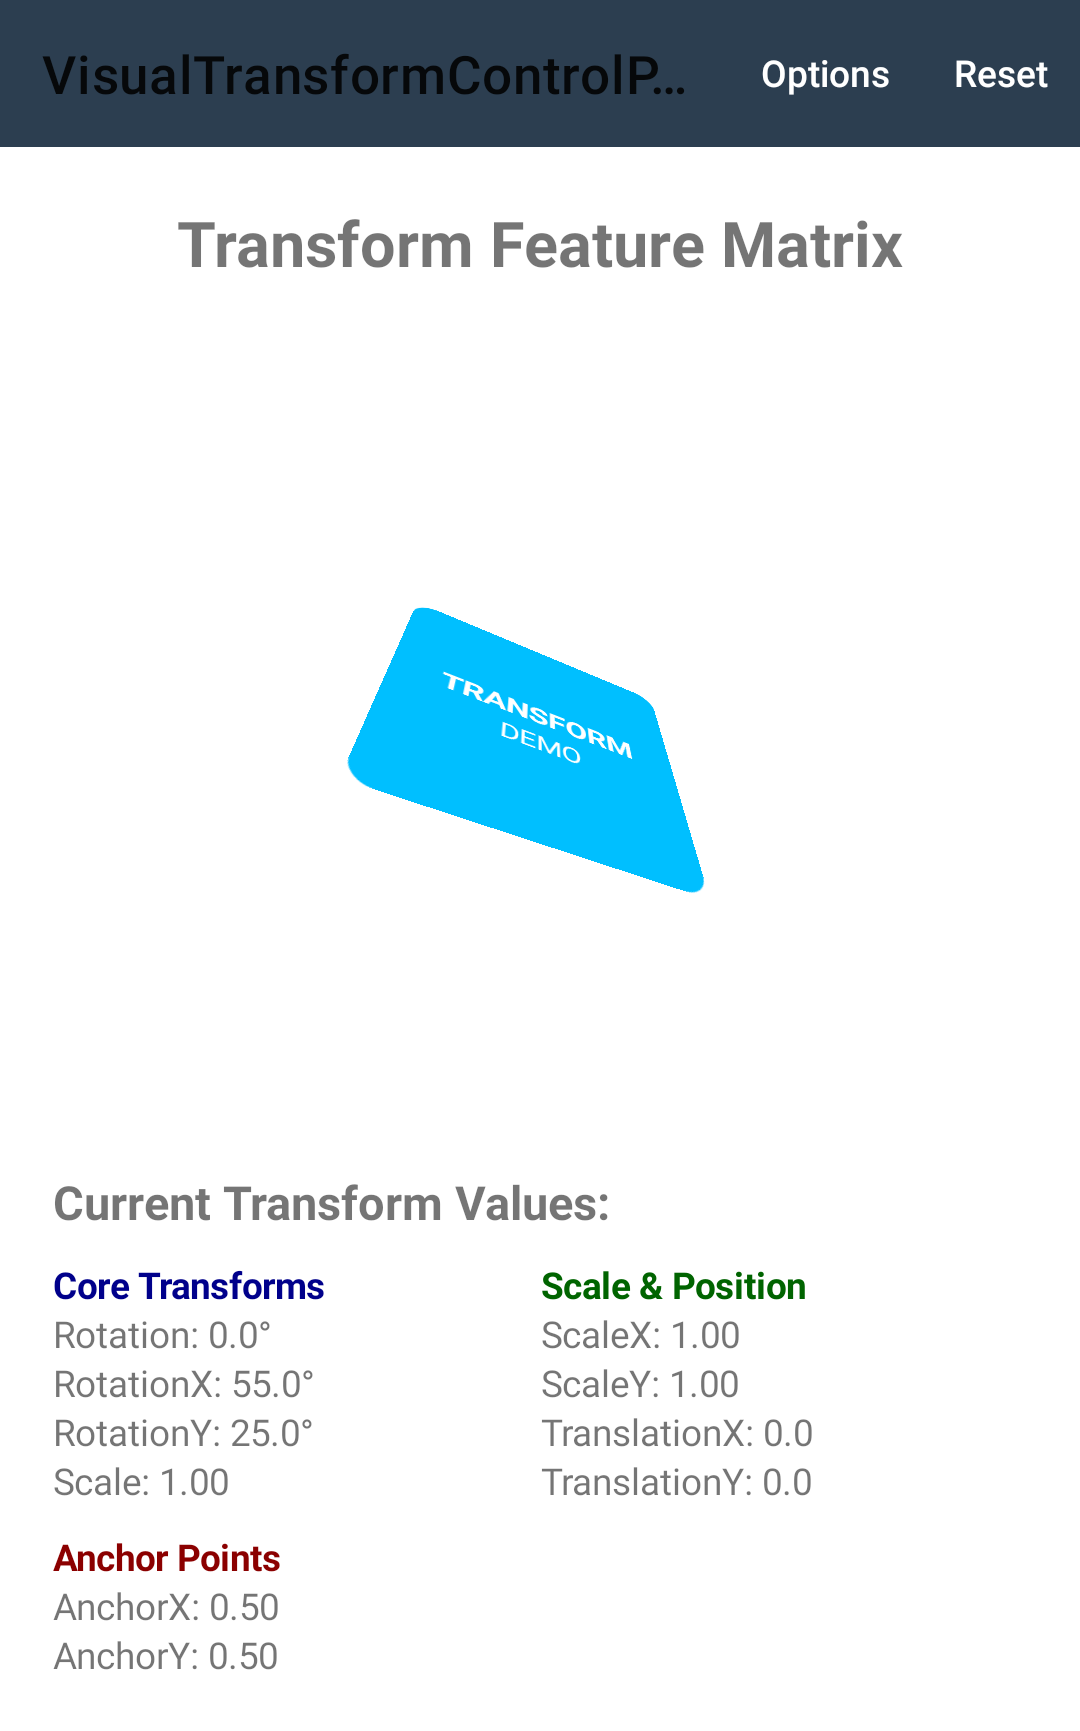 VisualTransformControlP...
Options
Reset
Transform Feature Matrix
TRANSFORM
DEMO
Current Transform Values:
Core Transforms
Rotation: 0.0°
RotationX: 55.0°
RotationY: 25.0°
Scale: 1.00
Scale & Position
ScaleX: 1.00
ScaleY: 1.00
TranslationX: 0.0
TranslationY: 0.0
Anchor Points
AnchorX: 0.50
AnchorY: 0.50